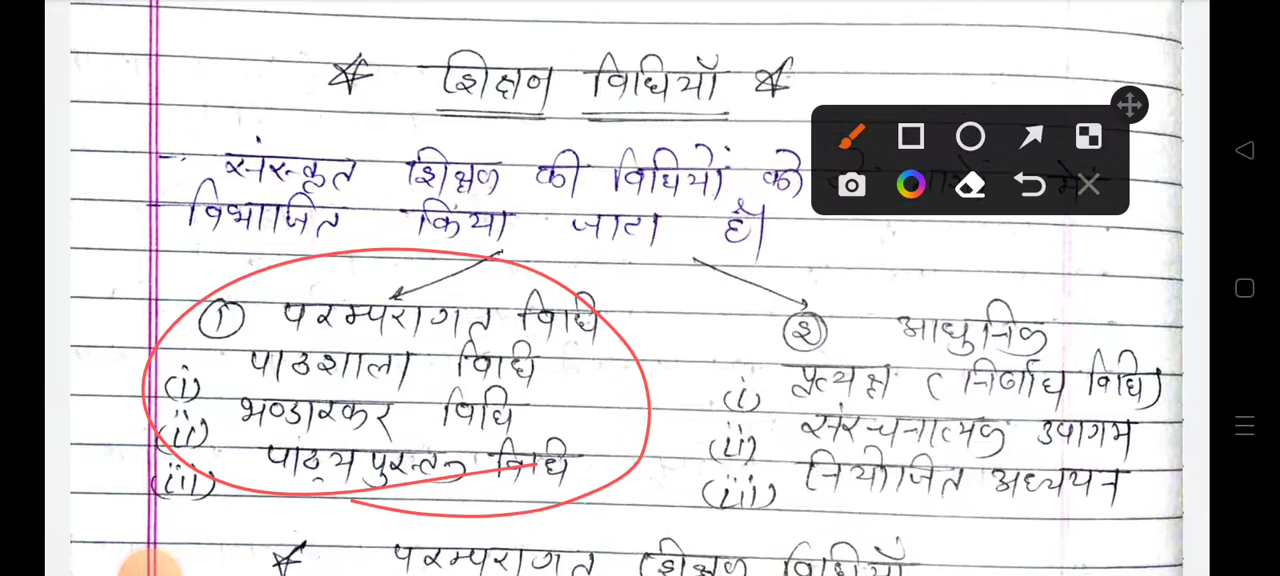 ★ शिक्षण विधियाँ ★
- संस्कृत शिक्षण की विधियों को में
विभाजित किया जाता है।
① परम्परागत विधि
(i) पाठशाला विधि
(ii) भण्डारकर विधि
(iii) पाठ्यपुस्तक विधि
② आधुनिक
(i) प्रत्यक्ष (निर्बाध विधि)
(ii) संरचनात्मक उपागम
(iii) नियोजित अध्ययन
★ परम्परागत शिक्षण विधियाँ